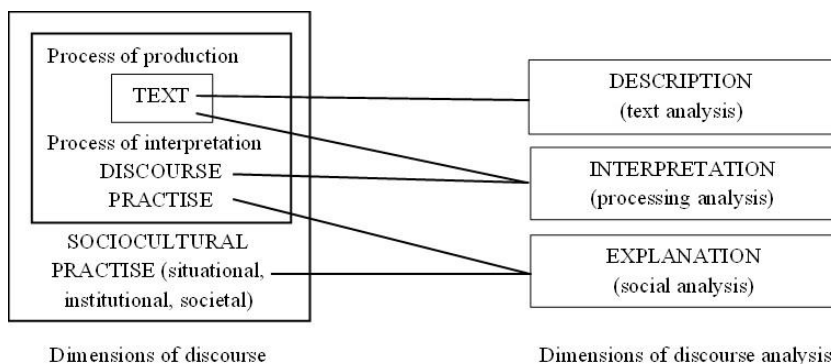 Process of production
TEXT
Process of interpretation
DISCOURSE
PRACTISE
SOCIOCULTURAL
PRACTISE (situational,
institutional, societal)
Dimensions of discourse
DESCRIPTION
(text analysis)
INTERPRETATION
(processing analysis)
EXPLANATION
(social analysis)
Dimensions of discourse analysis